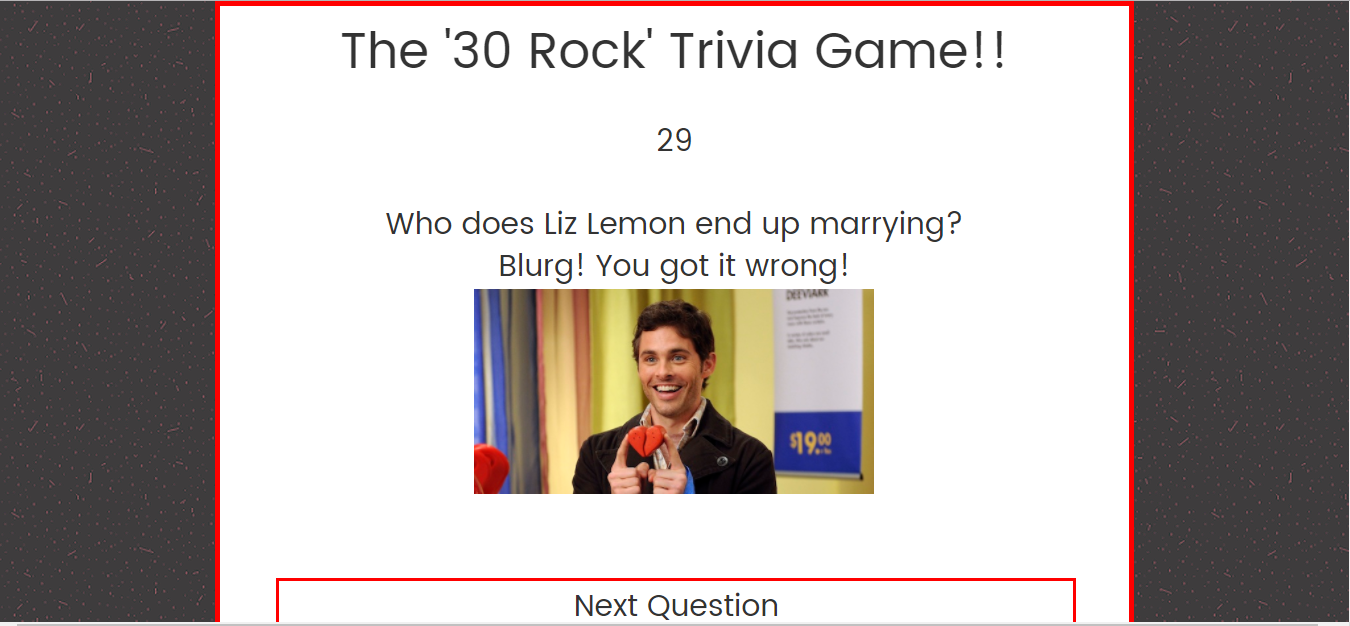 The '30 Rock' Trivia Game!!
29
Who does Liz Lemon end up marrying?
Blurg! You got it wrong!
$19.00
Next Question